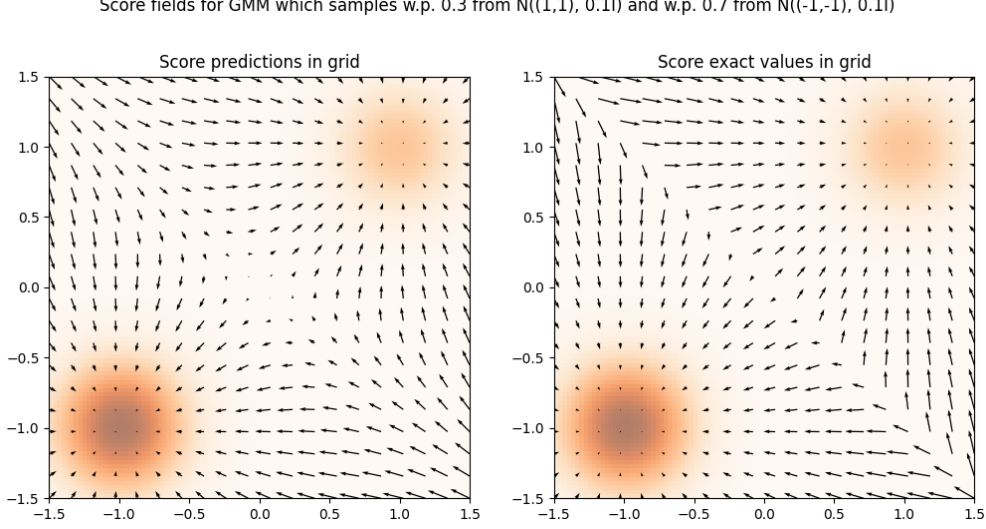 Score fields for GMM which samples w.p. 0.3 from N((1,1), 0.1I) and w.p. 0.7 from N((-1,-1), 0.1I)
Score predictions in grid
1.5
1.0
0.5
0.0
−0.5
−1.0
−1.5
−1.5 −1.0 −0.5 0.0 0.5 1.0 1.5
Score exact values in grid
1.5
1.0
0.5
0.0
−0.5
−1.0
−1.5
−1.5 −1.0 −0.5 0.0 0.5 1.0 1.5